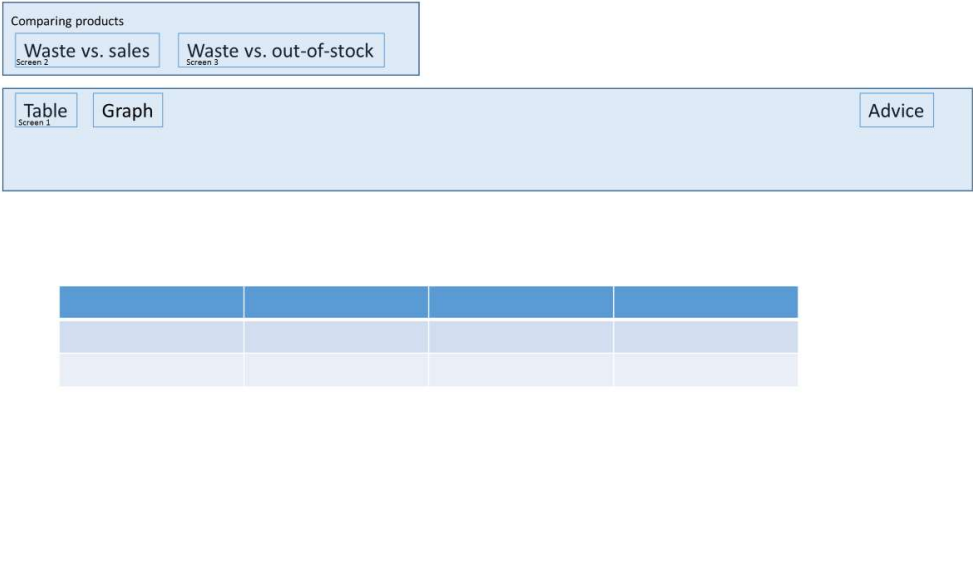 Comparing products
Waste vs. sales
Screen 2
Waste vs. out-of-stock
Screen 3
Table
Screen 1
Graph
Advice